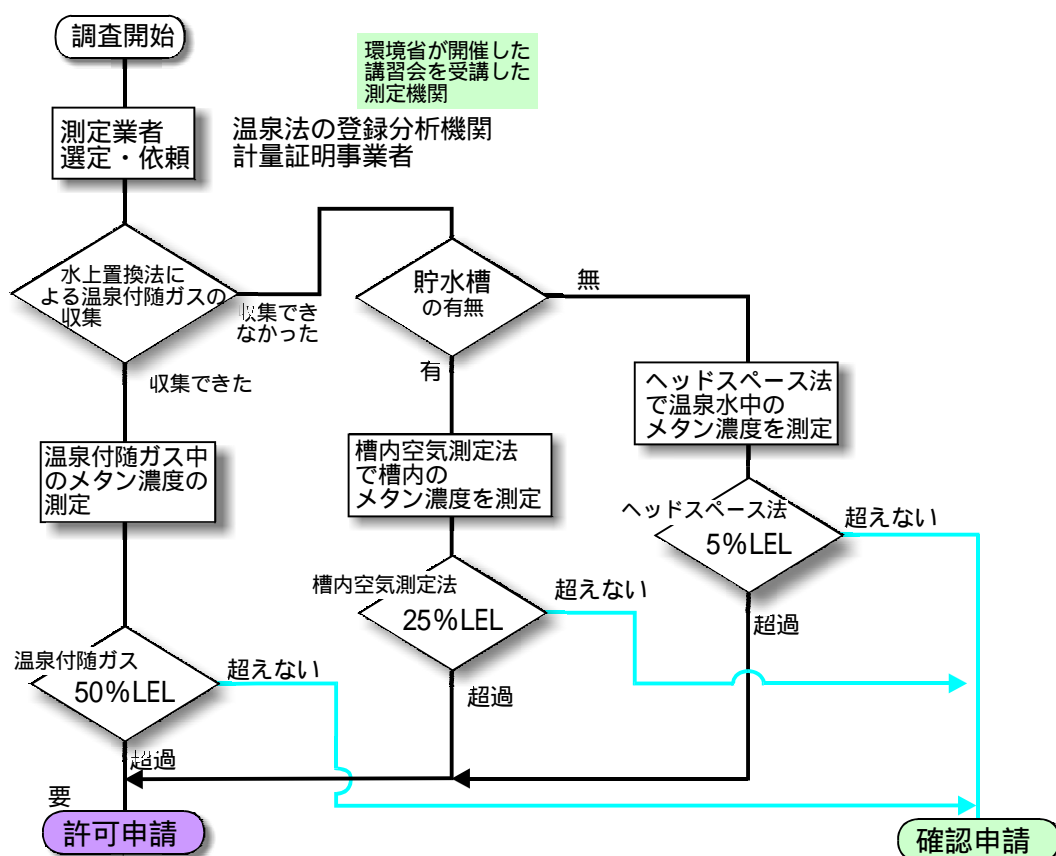 調査開始
環境省が開催した
講習会を受講した
測定機関
測定業者
選定・依頼
温泉法の登録分析機関
計量証明事業者
水上置換法に
よる温泉付随ガスの
収集
収集でき
なかった
貯水槽
の有無
無
有
収集できた
ヘッドスペース法
で温泉水中の
メタン濃度を測定
温泉付随ガス中
のメタン濃度の
測定
槽内空気測定法
で槽内の
メタン濃度を測定
ヘッドスペース法
5%LEL
超えない
槽内空気測定法
25%LEL
超えない
超過
温泉付随ガス
50%LEL
超えない
超過
超過
要
許可申請
確認申請